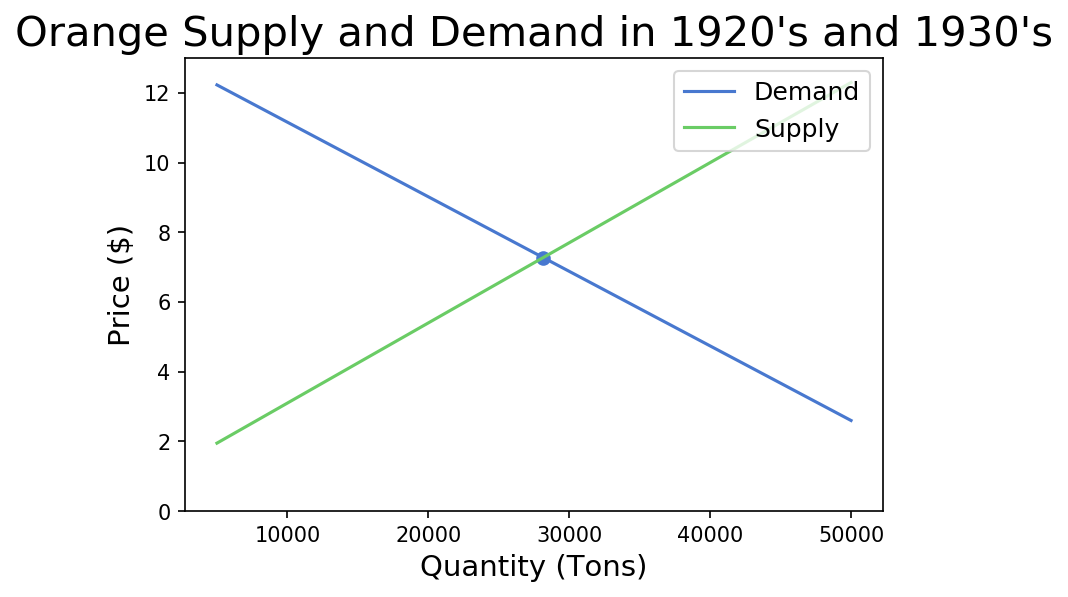 Orange Supply and Demand in 1920's and 1930's
Demand
Supply
Price ($)
12
10
8
6
4
2
0
10000 20000 30000 40000 50000
Quantity (Tons)